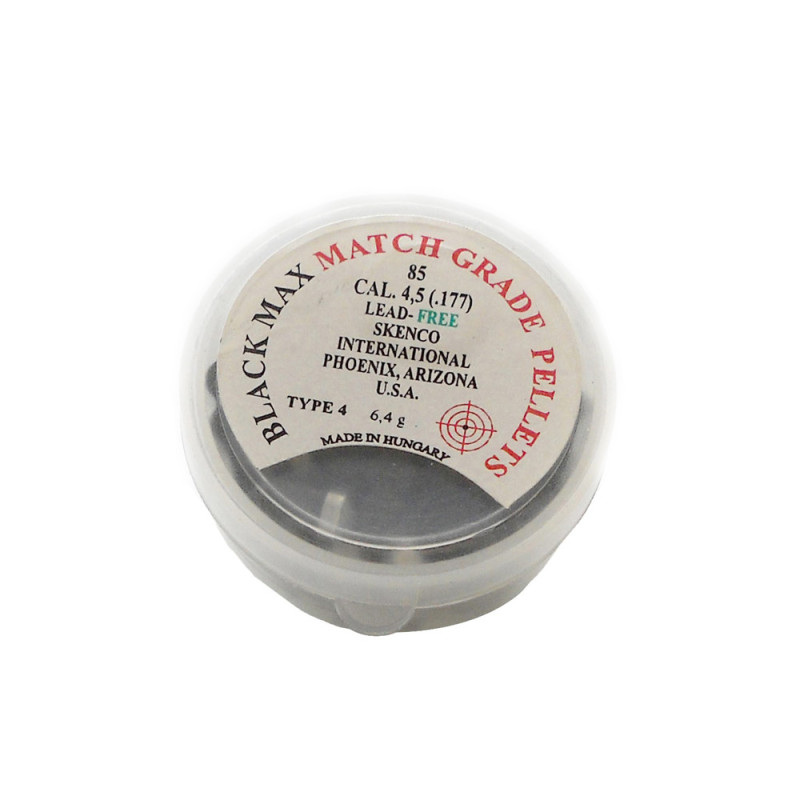 BLACK MAX MATCH GRADE PELLETS
85
CAL. 4,5 (.177)
LEAD-FREE
SKENCO
INTERNATIONAL
PHOENIX, ARIZONA
U.S.A.
TYPE 4 6,4 g
MADE IN HUNGARY